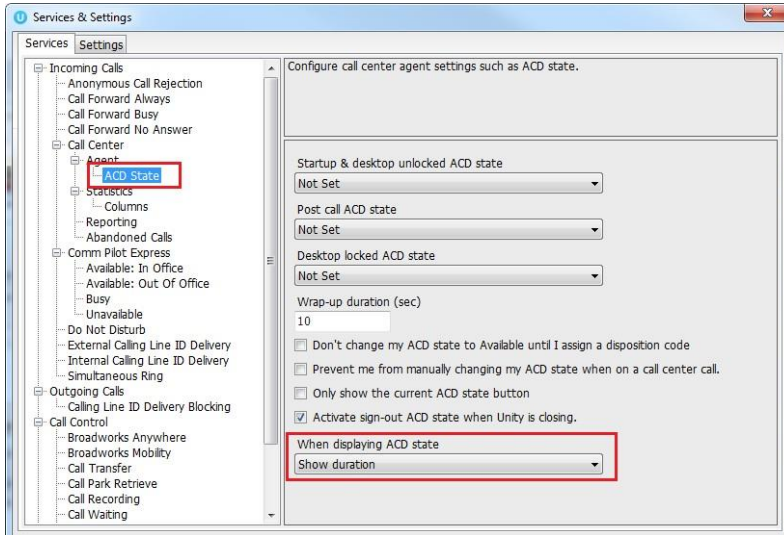 Services & Settings
Services
Settings
Incoming Calls
Anonymous Call Rejection
Call Forward Always
Call Forward Busy
Call Forward No Answer
Call Center
Agent
ACD State
Statistics
Columns
Reporting
Abandoned Calls
Comm Pilot Express
Available: In Office
Available: Out Of Office
Busy
Unavailable
Do Not Disturb
External Calling Line ID Delivery
Internal Calling Line ID Delivery
Simultaneous Ring
Outgoing Calls
Calling Line ID Delivery Blocking
Call Control
Broadworks Anywhere
Broadworks Mobility
Call Transfer
Call Park Retrieve
Call Recording
Call Waiting
Configure call center agent settings such as ACD state.
Startup & desktop unlocked ACD state
Not Set
Post call ACD state
Not Set
Desktop locked ACD state
Not Set
Wrap-up duration (sec)
10
Don't change my ACD state to Available until I assign a disposition code
Prevent me from manually changing my ACD state when on a call center call.
Only show the current ACD state button
Activate sign-out ACD state when Unity is closing.
When displaying ACD state
Show duration